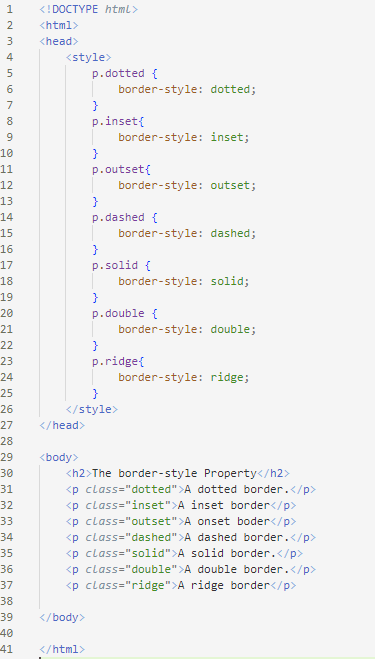 1 <!DOCTYPE html>
2 <html>
3 <head>
4 <style>
5 p.dotted {
6 border-style: dotted;
7 }
8 p.inset{
9 border-style: inset;
10 }
11 p.outset{
12 border-style: outset;
13 }
14 p.dashed {
15 border-style: dashed;
16 }
17 p.solid {
18 border-style: solid;
19 }
20 p.double {
21 border-style: double;
22 }
23 p.ridge{
24 border-style: ridge;
25 }
26 </style>
27 </head>
28
29 <body>
30 <h2>The border-style Property</h2>
31 <p class="dotted">A dotted border.</p>
32 <p class="inset">A inset border</p>
33 <p class="outset">A onset boder</p>
34 <p class="dashed">A dashed border.</p>
35 <p class="solid">A solid border.</p>
36 <p class="double">A double border.</p>
37 <p class="ridge">A ridge border</p>
38
39 </body>
40
41 </html>